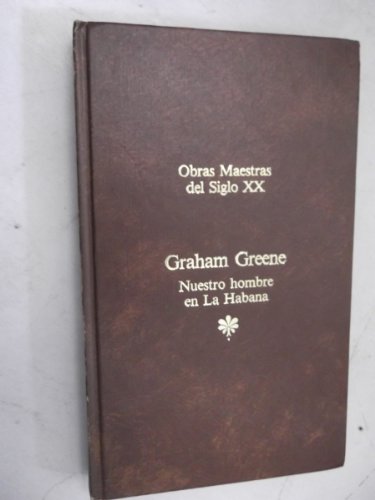 Obras Maestras
del Siglo XX
Graham Greene
Nuestro hombre
en La Habana